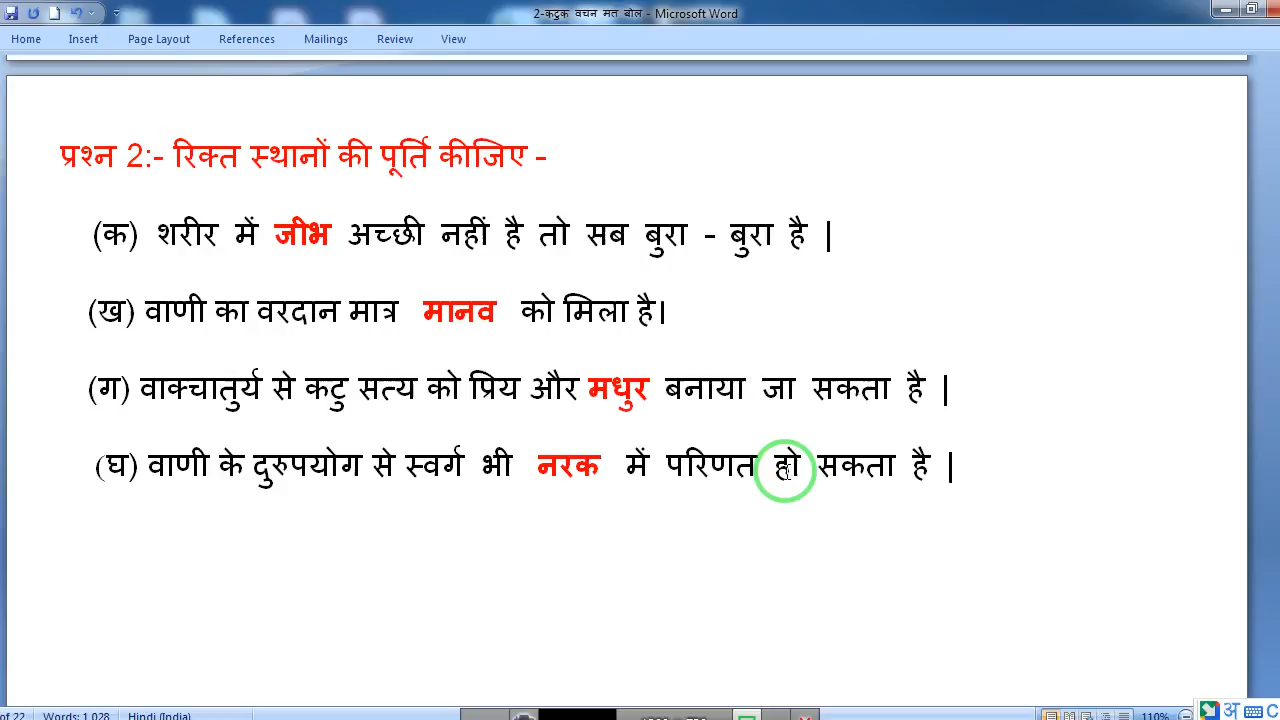 2-कटुक वचन मत बोल - Microsoft Word
Home Insert Page Layout References Mailings Review View
प्रश्न 2:- रिक्त स्थानों की पूर्ति कीजिए -
(क) शरीर में जीभ अच्छी नहीं है तो सब बुरा - बुरा है |
(ख) वाणी का वरदान मात्र मानव को मिला है।
(ग) वाक्चातुर्य से कटु सत्य को प्रिय और मधुर बनाया जा सकता है |
(घ) वाणी के दुरुपयोग से स्वर्ग भी नरक में परिणत हो सकता है |
of 22 Words: 1,028 Hindi (India) 110% अ